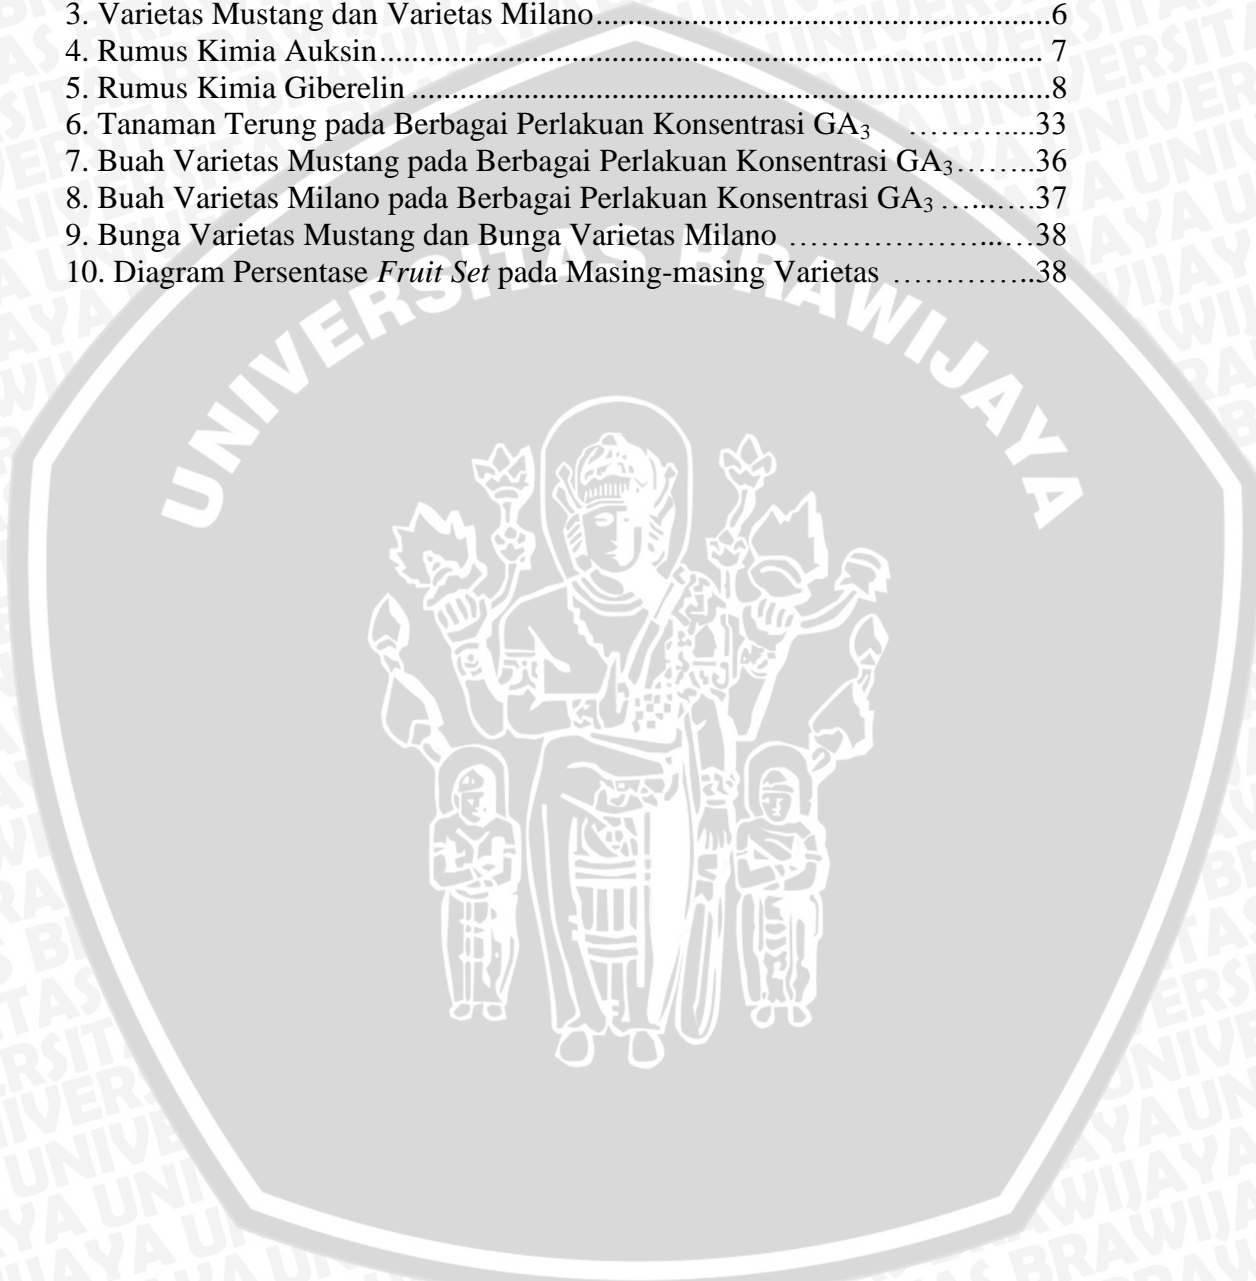 3. Varietas Mustang dan Varietas Milano.........................................................6
4. Rumus Kimia Auksin................................................................................... 7
5. Rumus Kimia Giberelin ................................................................................8
6. Tanaman Terung pada Berbagai Perlakuan Konsentrasi GA₃ ………....33
7. Buah Varietas Mustang pada Berbagai Perlakuan Konsentrasi GA₃……..36
8. Buah Varietas Milano pada Berbagai Perlakuan Konsentrasi GA₃ …...….37
9. Bunga Varietas Mustang dan Bunga Varietas Milano ………………...…38
10. Diagram Persentase Fruit Set pada Masing-masing Varietas …………..38
UNIVERSITAS BRAWIJAYA